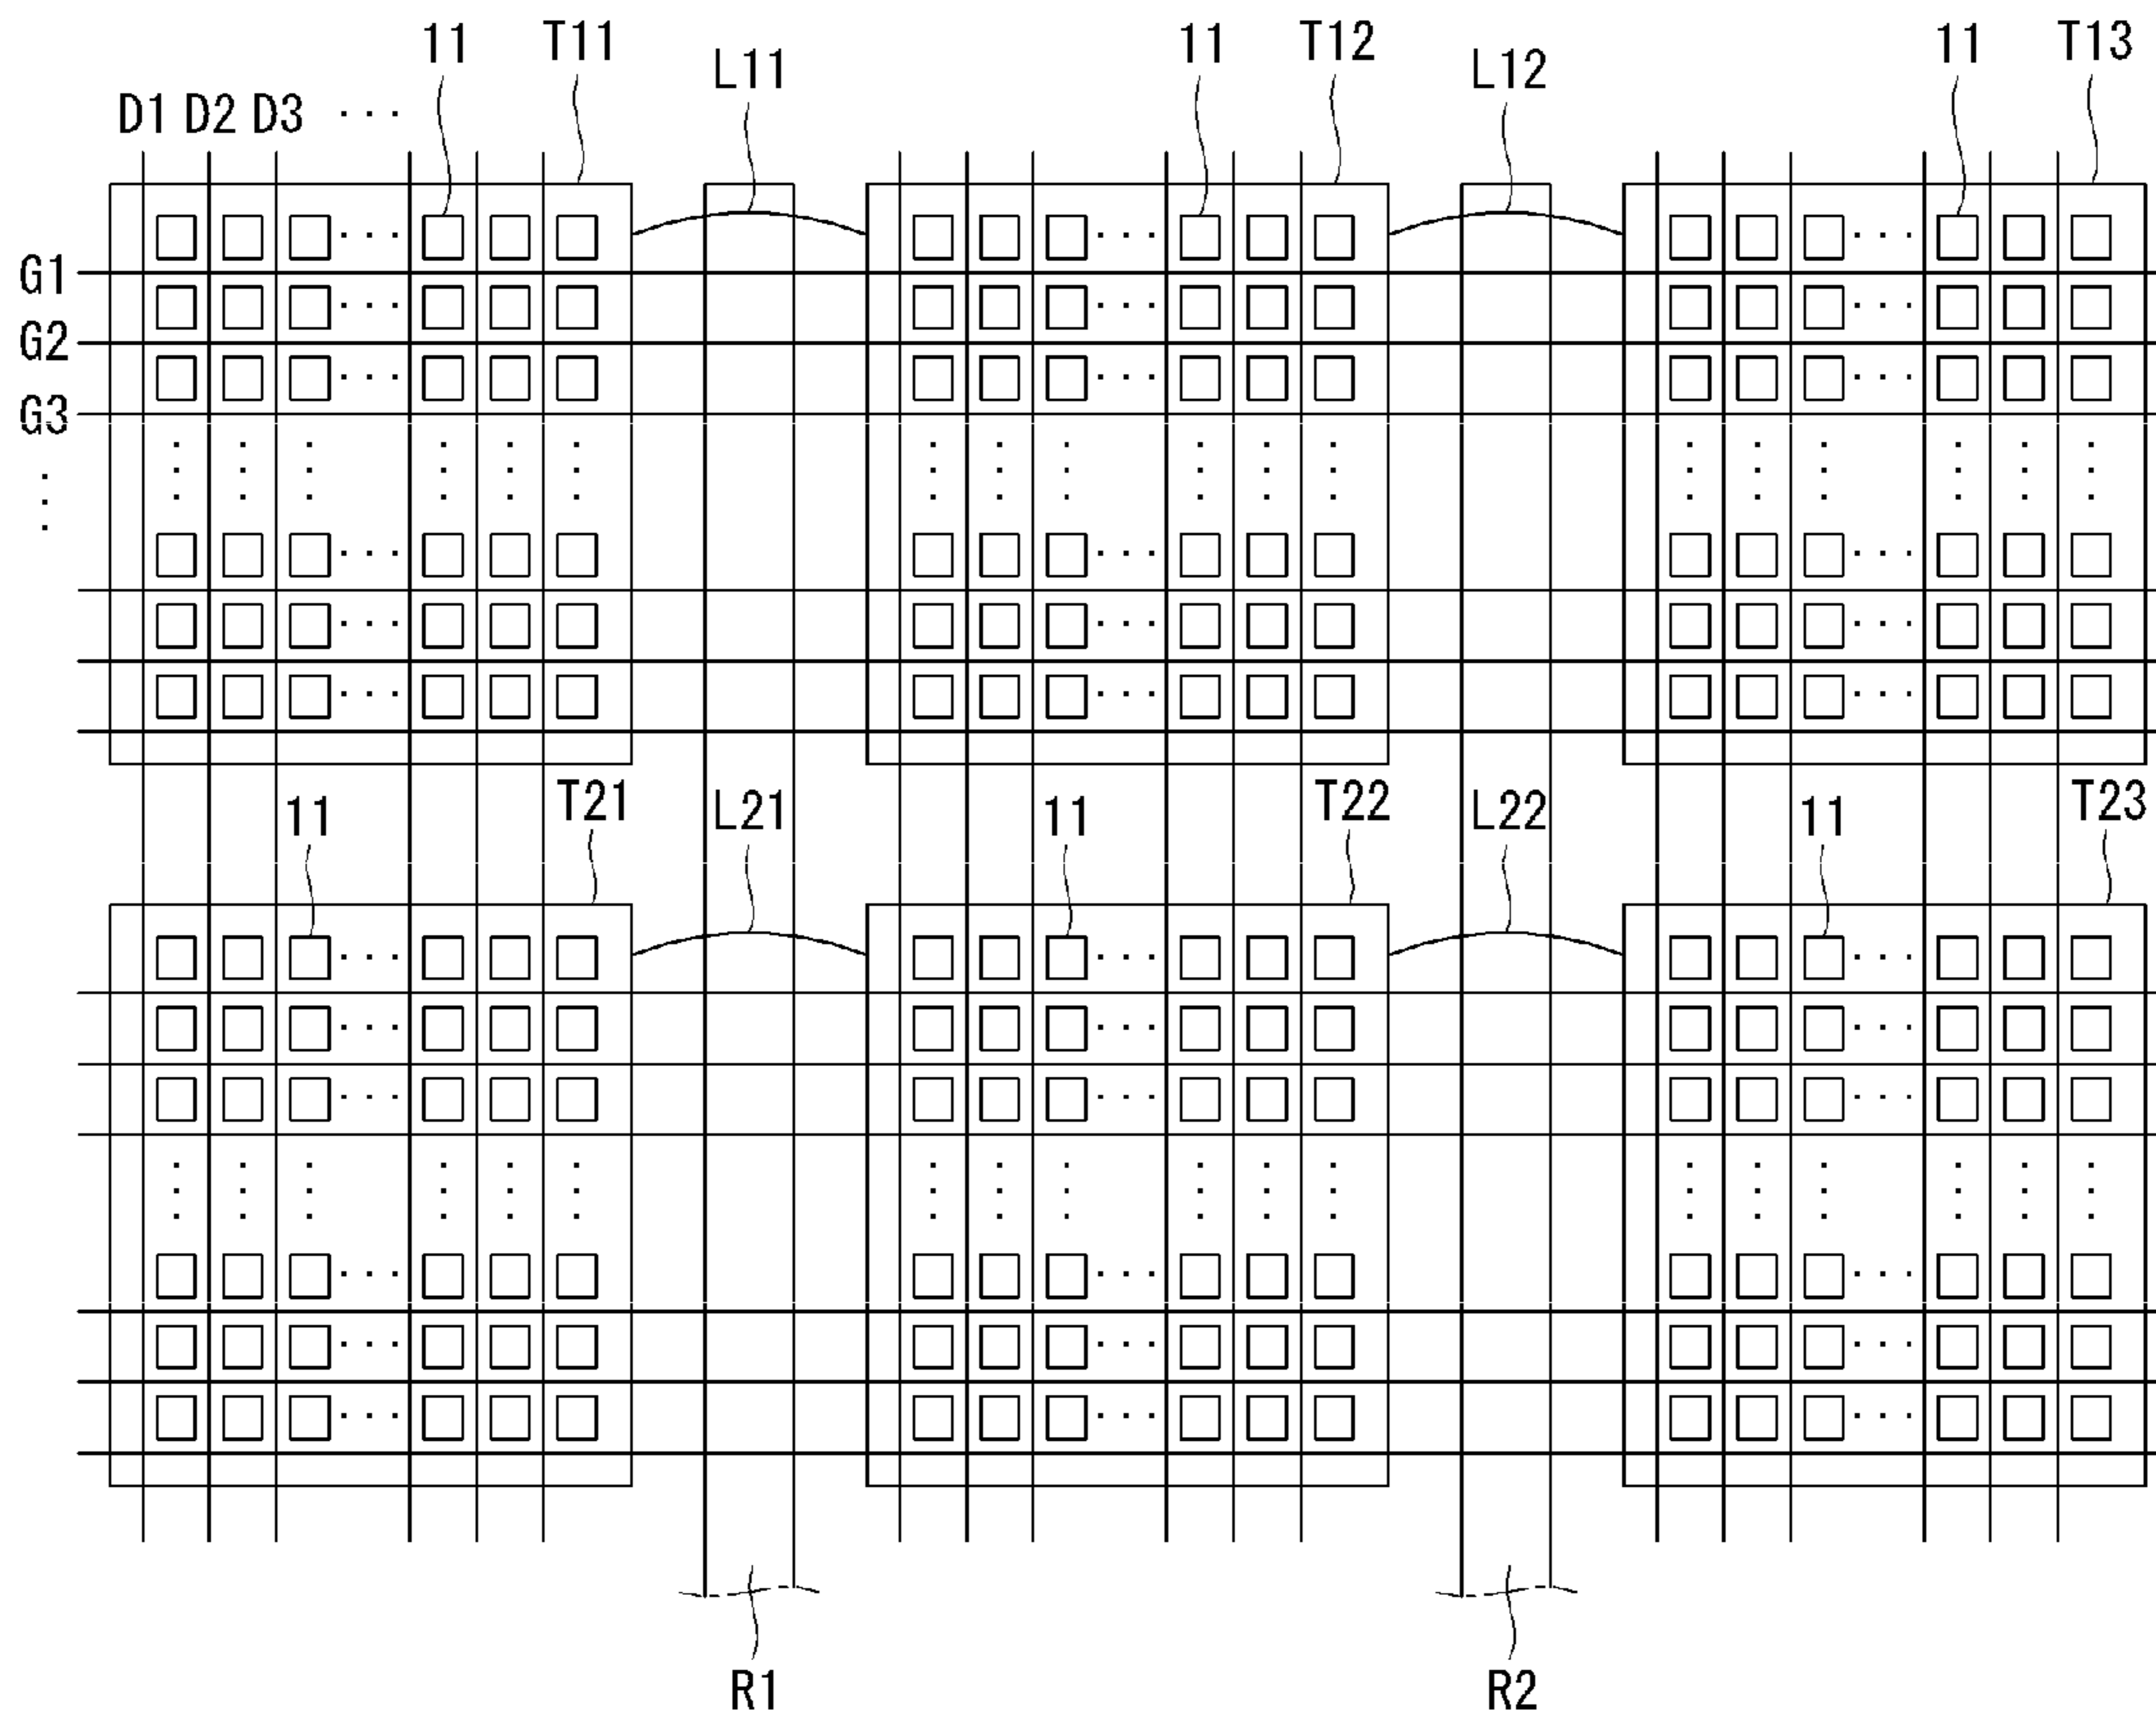 11 T11 L11 11 T12 L12 11 T13
D1 D2 D3 ···
G1
G2
G3
11 T21 L21 11 T22 L22 11 T23
R1 R2